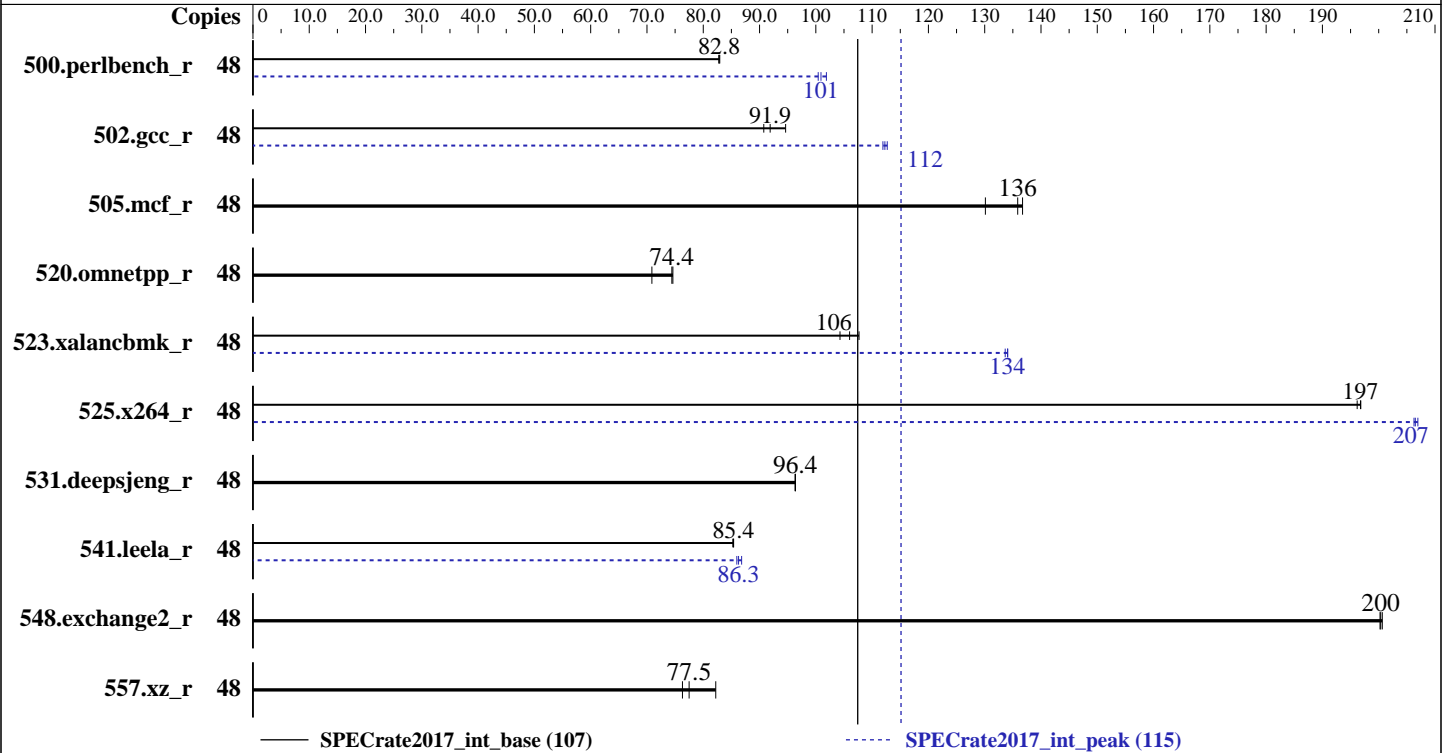 Copies 0 10.0 20.0 30.0 40.0 50.0 60.0 70.0 80.0 90.0 100 110 120 130 140 150 160 170 180 190 210
500.perlbench_r 48 82.8
101
502.gcc_r 48 91.9
112
505.mcf_r 48 136
520.omnetpp_r 48 74.4
523.xalancbmk_r 48 106
134
525.x264_r 48 197
207
531.deepsjeng_r 48 96.4
541.leela_r 48 85.4
86.3
548.exchange2_r 48 200
557.xz_r 48 77.5
SPECrate2017_int_base (107) SPECrate2017_int_peak (115)